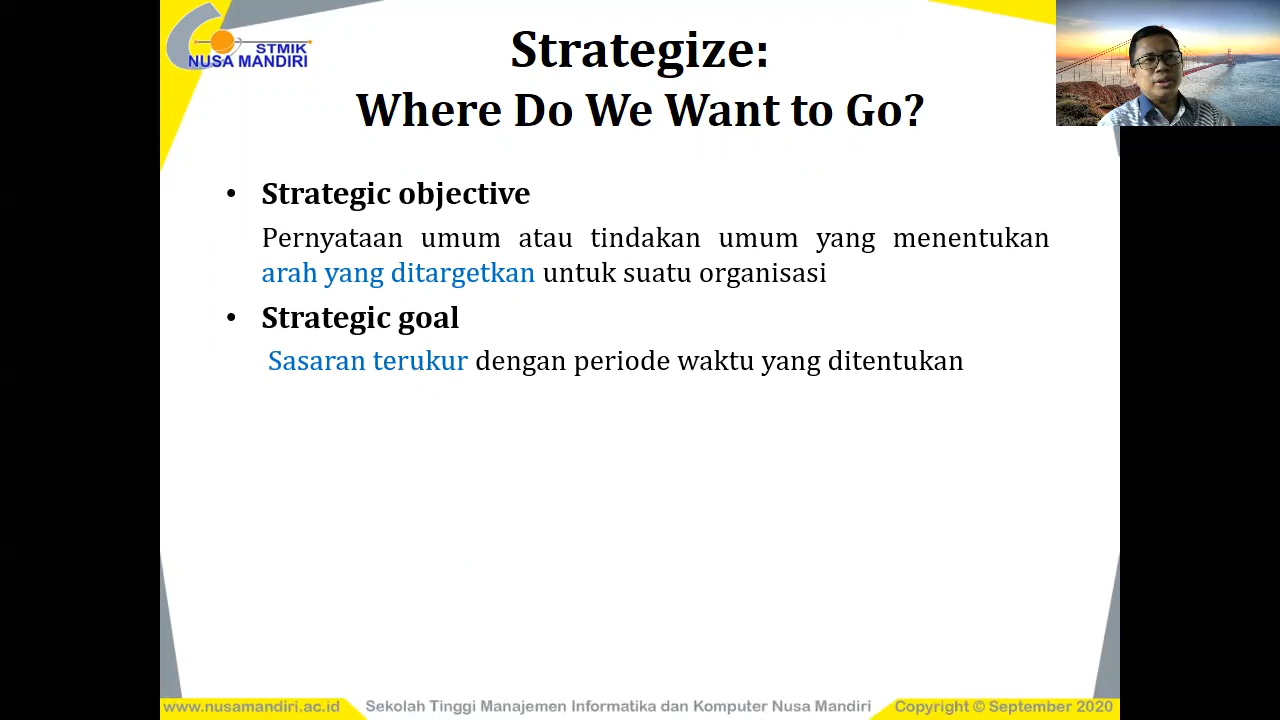 STMIK
NUSA MANDIRI
Strategize:
Where Do We Want to Go?
• Strategic objective
Pernyataan umum atau tindakan umum yang menentukan
arah yang ditargetkan untuk suatu organisasi
• Strategic goal
Sasaran terukur dengan periode waktu yang ditentukan
www.nusamandiri.ac.id Sekolah Tinggi Manajemen Informatika dan Komputer Nusa Mandiri Copyright © September 2020